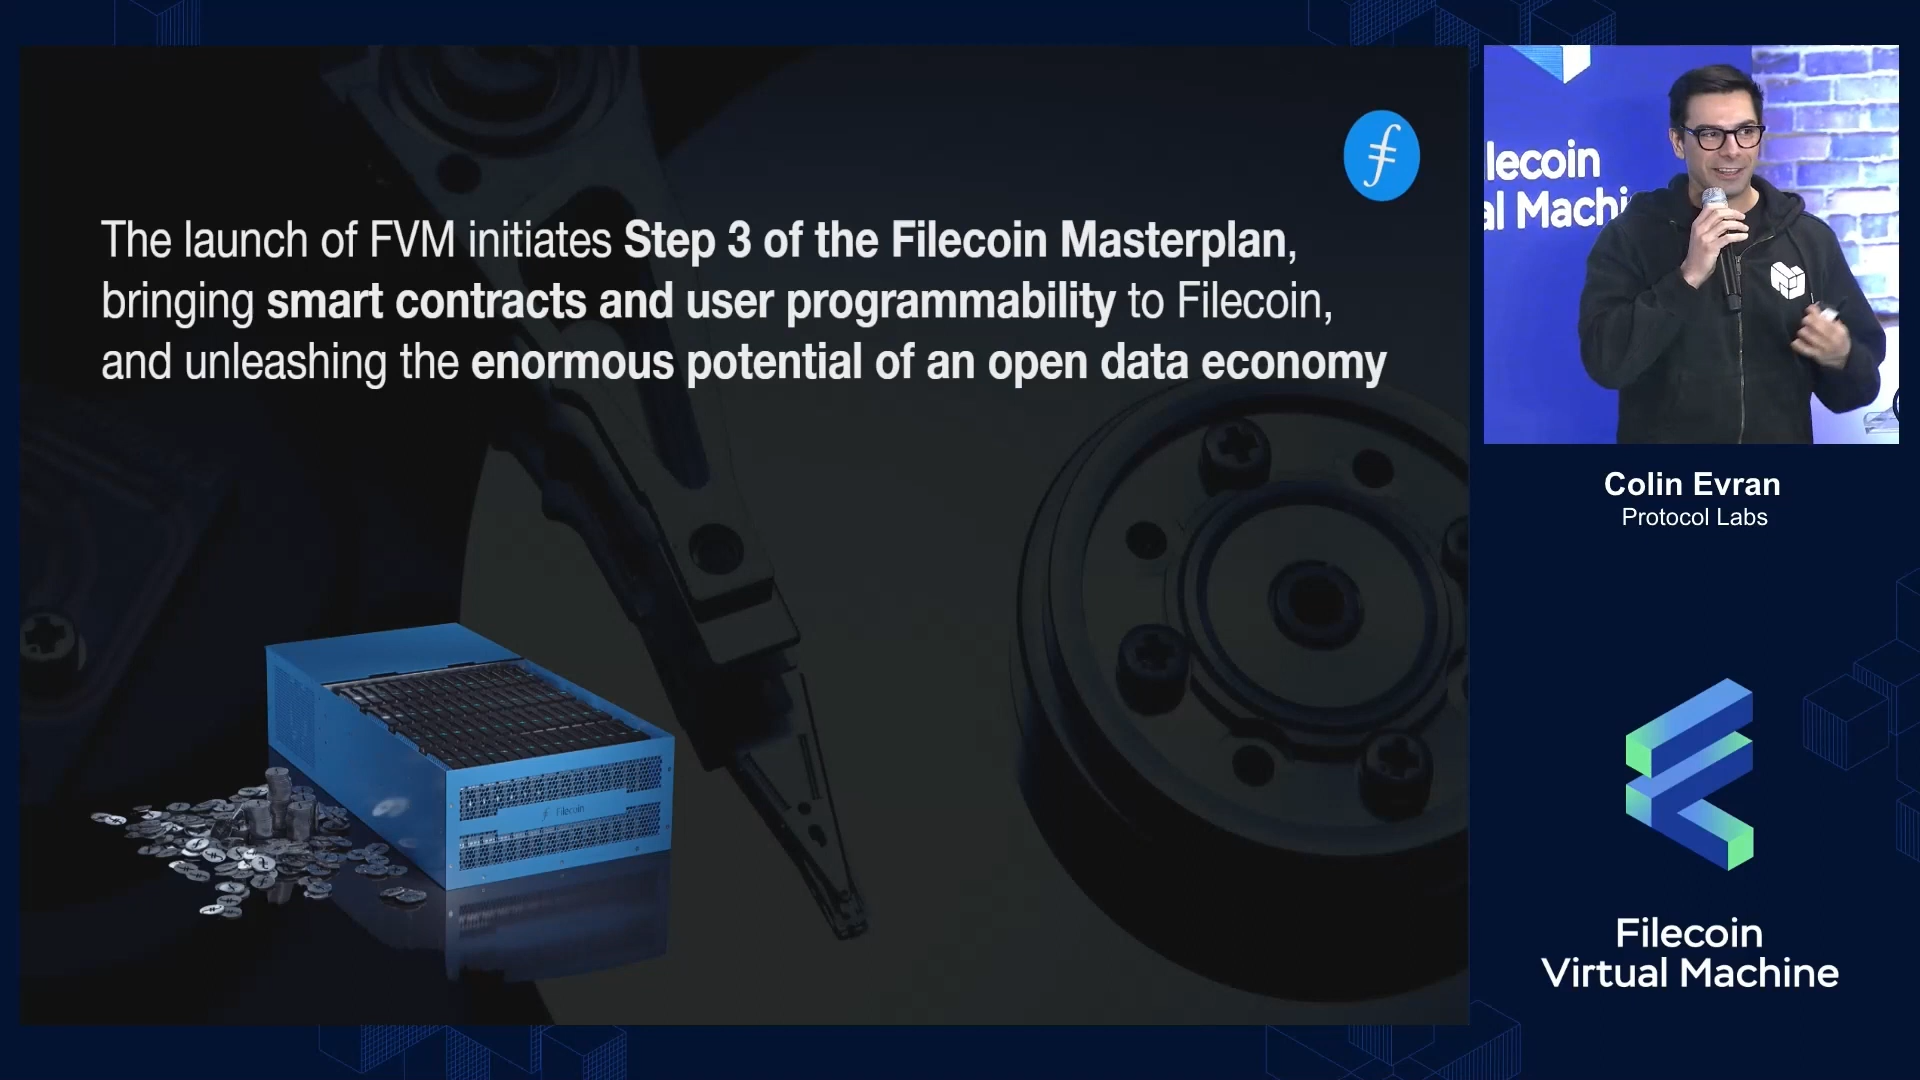 The launch of FVM initiates Step 3 of the Filecoin Masterplan,
bringing smart contracts and user programmability to Filecoin,
and unleashing the enormous potential of an open data economy
Filecoin
lecoin
al Machi
Colin Evran
Protocol Labs
Filecoin
Virtual Machine